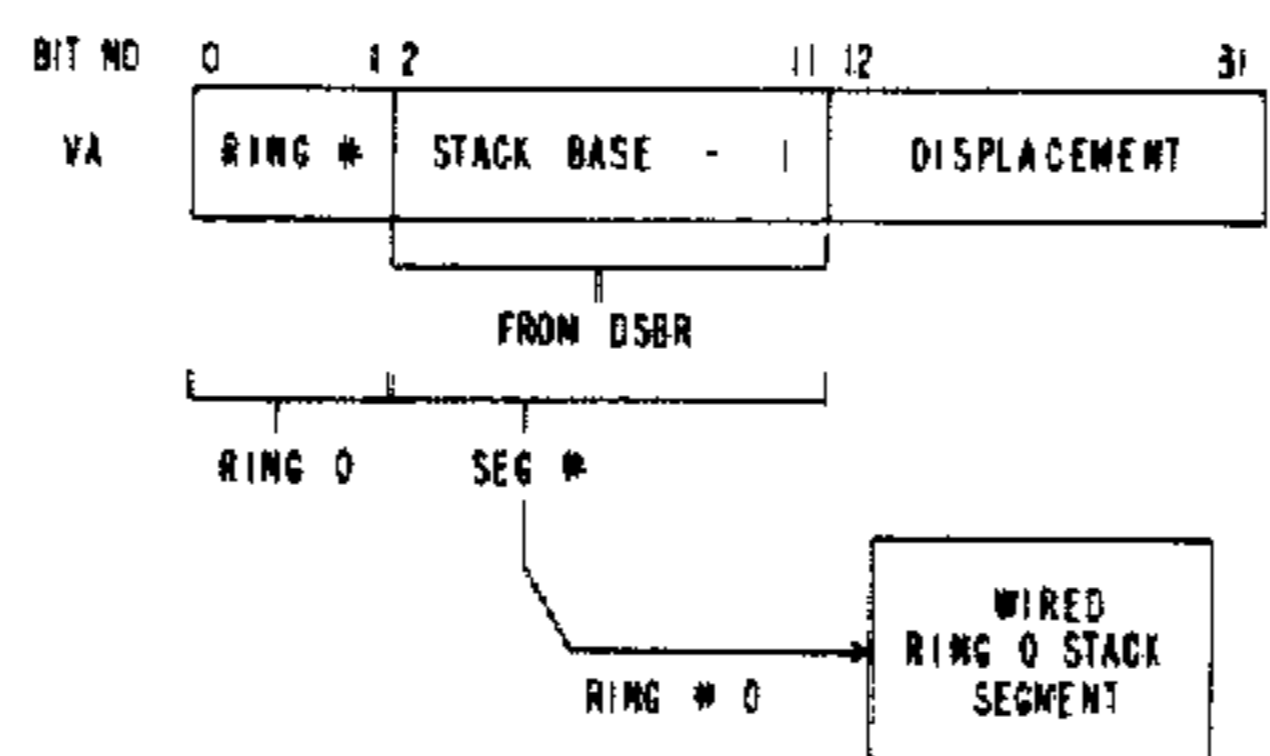 BIT NO 0 1 2 11 12 31
VA RING # STACK BASE - 1 DISPLACEMENT
FROM DSBR
RING 0 SEG #
WIRED
RING 0 STACK
SEGMENT
RING # 0